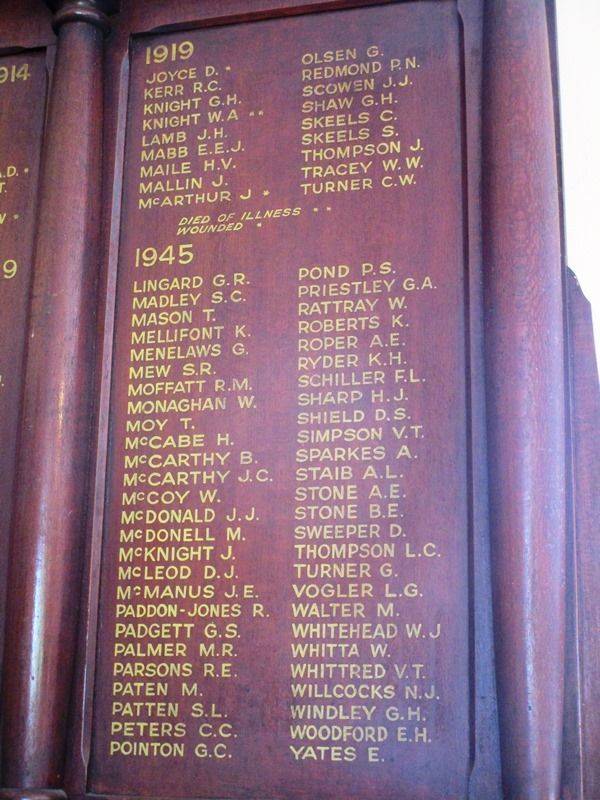 914
A.D. *
T.
W *
9
1919
JOYCE D. *
KERR R.C.
KNIGHT G.H.
KNIGHT W.A **
LAMB J.H.
MABB E.E.J.
MAILE H.V.
MALLIN J.
McARTHUR J *
OLSEN G.
REDMOND P.N.
SCOWEN J.J.
SHAW G.H.
SKEELS C.
SKEELS S.
THOMPSON J.
TRACEY W.W.
TURNER C.W.
DIED OF ILLNESS **
WOUNDED *
1945
LINGARD G.R.
MADLEY S.C.
MASON T.
MELLIFONT K.
MENELAWS G.
MEW S.R.
MOFFATT R.M.
MONAGHAN W.
MOY T.
McCABE H.
McCARTHY B.
McCARTHY J.C.
McCOY W.
McDONALD J.J.
McDONELL M.
McKNIGHT J.
McLEOD D.J.
McMANUS J.E.
PADDON-JONES R.
PADGETT G.S.
PALMER M.R.
PARSONS R.E.
PATEN M.
PATTEN S.L.
PETERS C.C.
POINTON G.C.
POND P.S.
PRIESTLEY G.A.
RATTRAY W.
ROBERTS K.
ROPER A.E.
RYDER K.H.
SCHILLER F.L.
SHARP H.J.
SHIELD D.S.
SIMPSON V.T.
SPARKES A.
STAIB A.L.
STONE A.E.
STONE B.E.
SWEEPER D.
THOMPSON L.C.
TURNER G.
VOGLER L.G.
WALTER M.
WHITEHEAD W.J
WHITTA W.
WHITTRED V.T.
WILLCOCKS N.J.
WINDLEY G.H.
WOODFORD E.H.
YATES E.